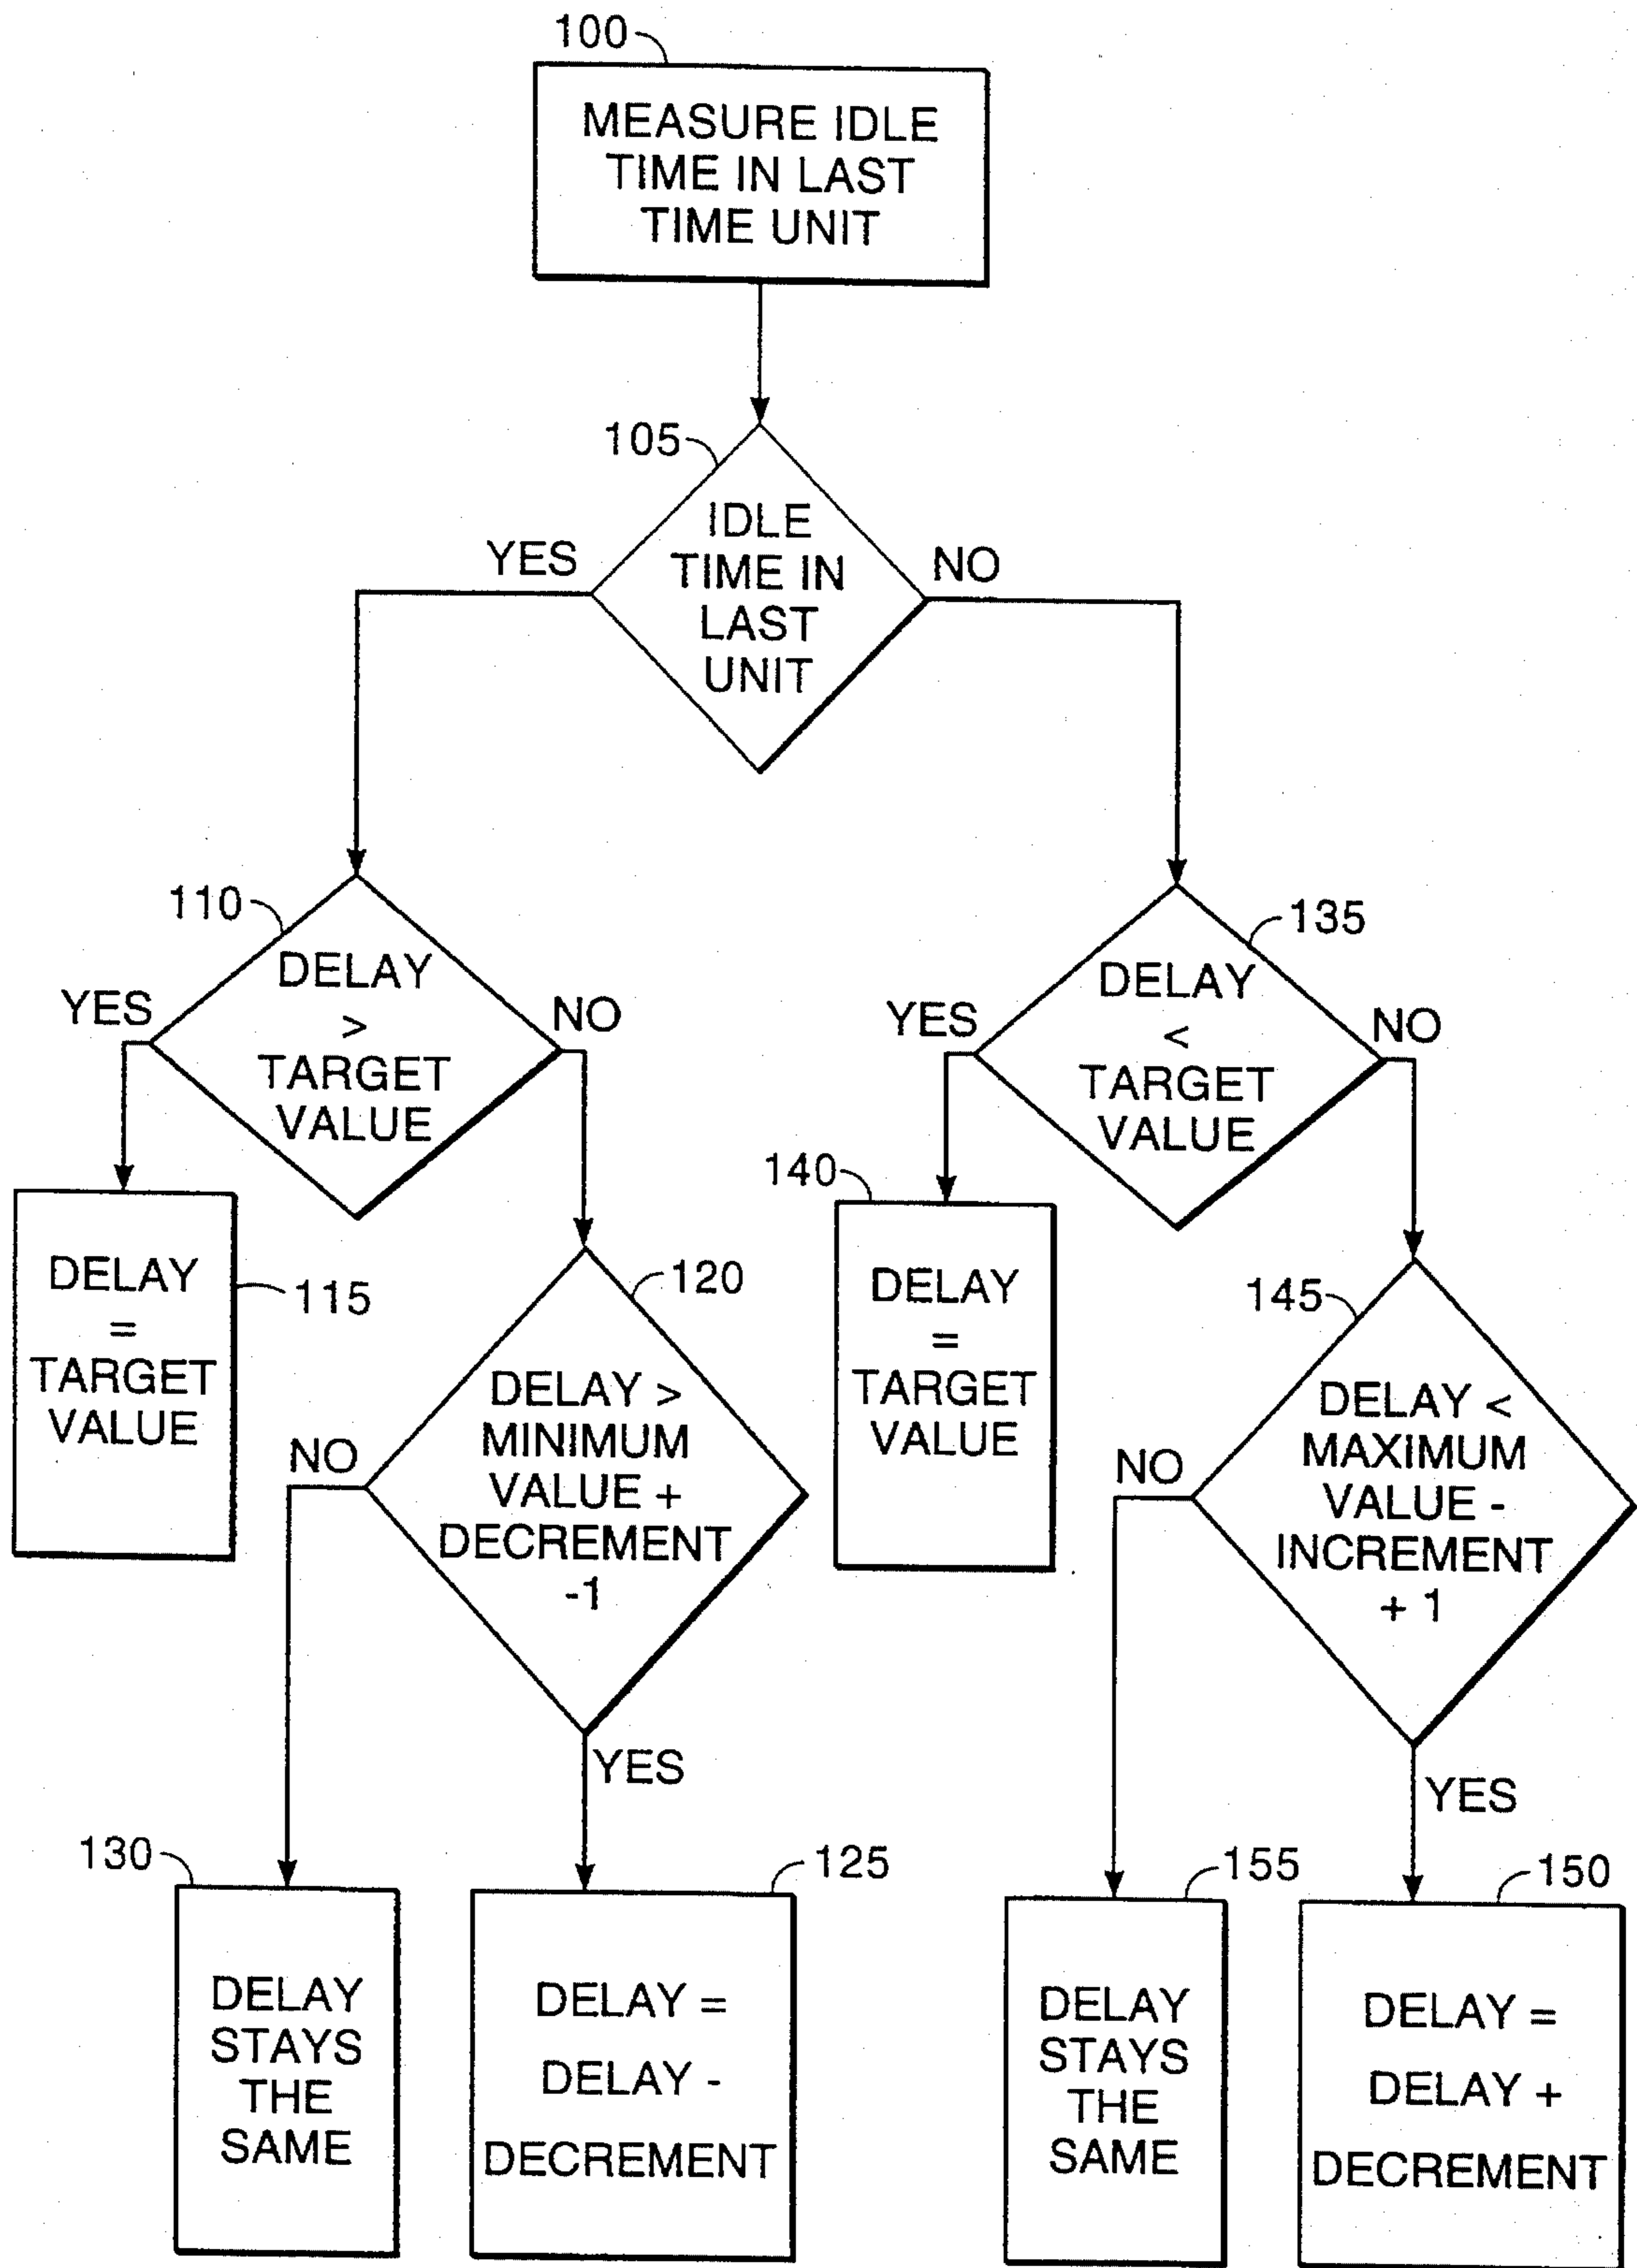 100
MEASURE IDLE
TIME IN LAST
TIME UNIT
105
IDLE
TIME IN
LAST
UNIT
YES
NO
110
DELAY
>
TARGET
VALUE
YES
NO
135
DELAY
<
TARGET
VALUE
YES
NO
115
DELAY
=
TARGET
VALUE
120
DELAY >
MINIMUM
VALUE +
DECREMENT
-1
NO
YES
140
DELAY
=
TARGET
VALUE
145
DELAY <
MAXIMUM
VALUE -
INCREMENT
+ 1
NO
YES
130
DELAY
STAYS
THE
SAME
125
DELAY =
DELAY -
DECREMENT
155
DELAY
STAYS
THE
SAME
150
DELAY =
DELAY +
DECREMENT